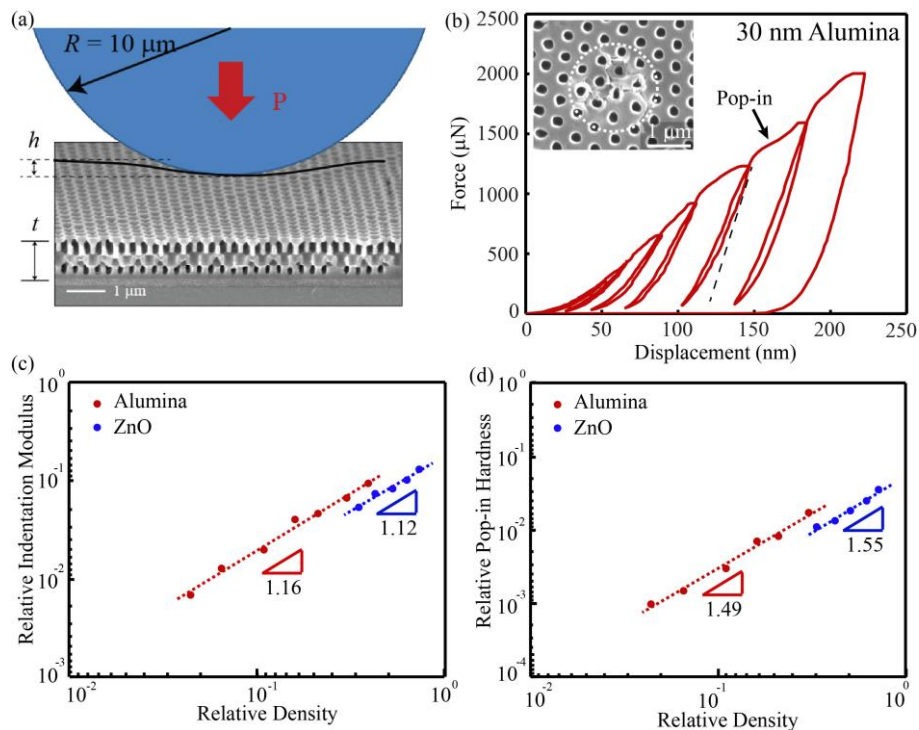 (a)
R = 10 μm
P
h
t
1 μm
(b)
30 nm Alumina
2500
2000
1500
1000
500
0
Force (μN)
Pop-in
1 μm
0
50
100
150
200
250
Displacement (nm)
(c)
10^0
10^-1
10^-2
10^-3
Relative Indentation Modulus
Alumina
ZnO
1.12
1.16
10^-2
10^-1
10^0
Relative Density
(d)
10^0
10^-1
10^-2
10^-3
10^-4
Relative Pop-in Hardness
Alumina
ZnO
1.55
1.49
10^-2
10^-1
10^0
Relative Density